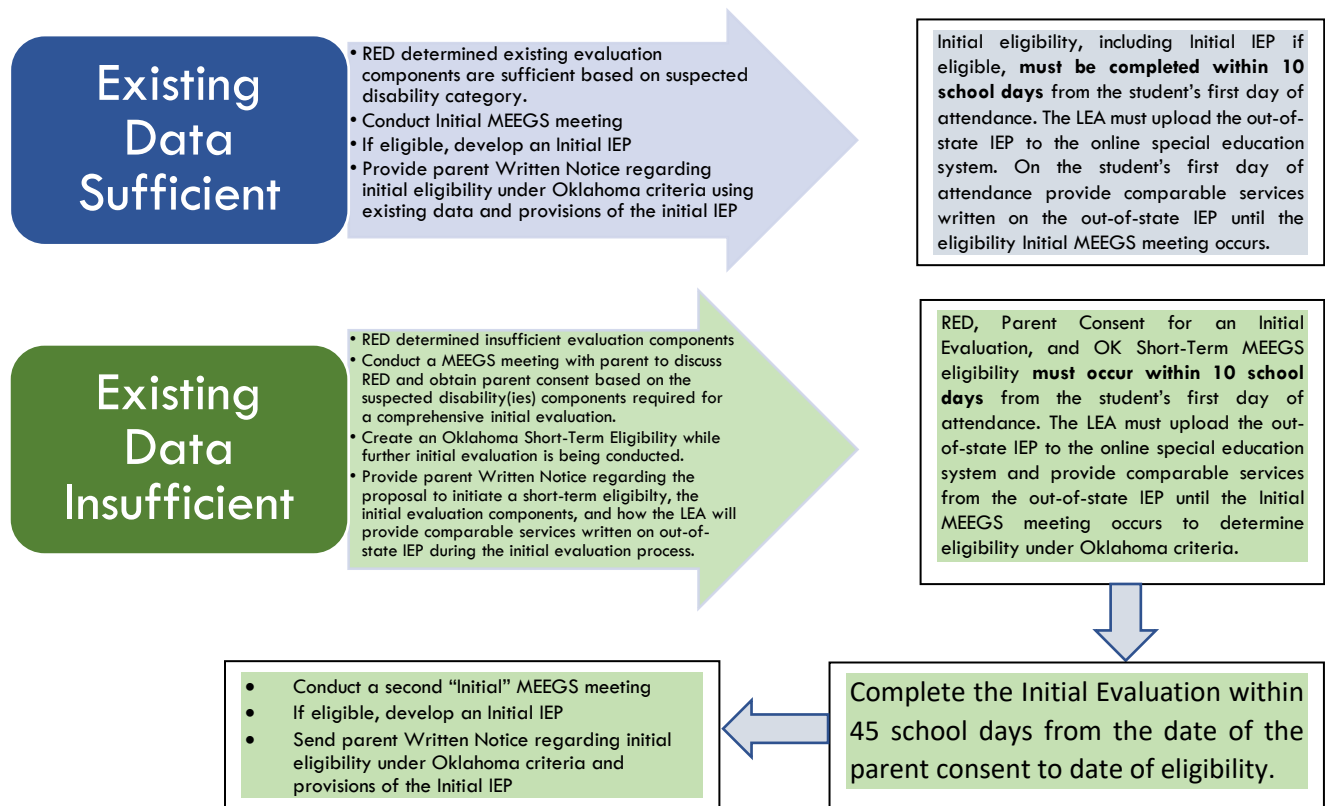 Existing
Data
Sufficient
• RED determined existing evaluation
components are sufficient based on suspected
disability category.
• Conduct Initial MEEGS meeting
• If eligible, develop an Initial IEP
• Provide parent Written Notice regarding
initial eligibility under Oklahoma criteria using
existing data and provisions of the initial IEP
Initial eligibility, including Initial IEP if
eligible, must be completed within 10
school days from the student's first day of
attendance. The LEA must upload the out-of-
state IEP to the online special education
system. On the student's first day of
attendance provide comparable services
written on the out-of-state IEP until the
eligibility Initial MEEGS meeting occurs.
Existing
Data
Insufficient
• RED determined insufficient evaluation components
• Conduct a MEEGS meeting with parent to discuss
RED and obtain parent consent based on the
suspected disability(ies) components required for
a comprehensive initial evaluation.
• Create an Oklahoma Short-Term Eligibility while
further initial evaluation is being conducted.
• Provide parent Written Notice regarding the
proposal to initiate a short-term eligibilty, the
initial evaluation components, and how the LEA will
provide comparable services written on out-of-
state IEP during the initial evaluation process.
RED, Parent Consent for an Initial
Evaluation, and OK Short-Term MEEGS
eligibility must occur within 10 school
days from the student's first day of
attendance. The LEA must upload the out-
of-state IEP to the online special education
system and provide comparable services
from the out-of-state IEP until the Initial
MEEGS meeting occurs to determine
eligibility under Oklahoma criteria.
Complete the Initial Evaluation within
45 school days from the date of the
parent consent to date of eligibility.
• Conduct a second “Initial” MEEGS meeting
• If eligible, develop an Initial IEP
• Send parent Written Notice regarding initial
eligibility under Oklahoma criteria and
provisions of the Initial IEP